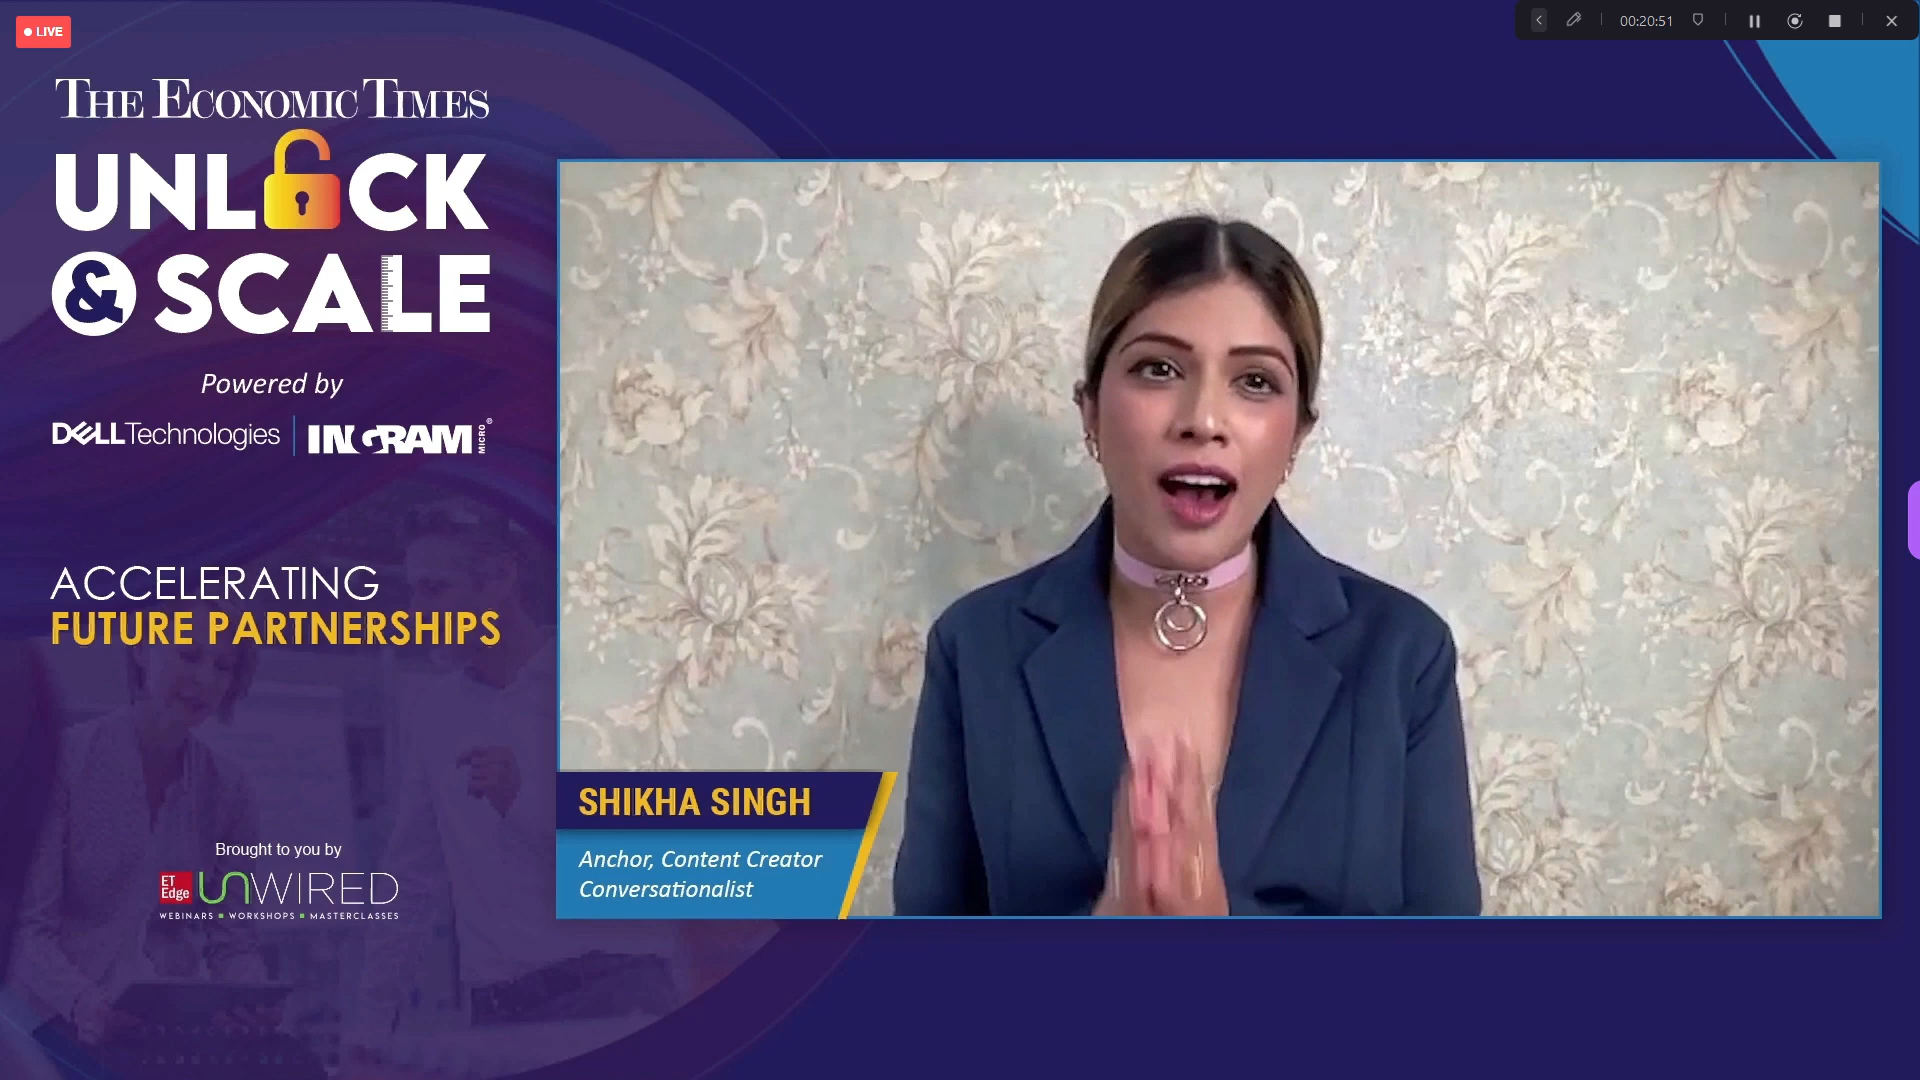 LIVE
00:20:51
THE ECONOMIC TIMES
UNLOCK
& SCALE
Powered by
DELL Technologies
INGRAM MICRO ®
ACCELERATING
FUTURE PARTNERSHIPS
SHIKHA SINGH
Anchor, Content Creator
Conversationalist
Brought to you by
ET Edge UNWIRED
WEBINARS ▪ WORKSHOPS ▪ MASTERCLASSES